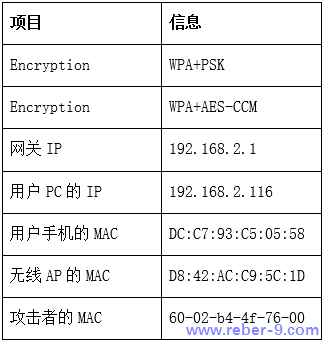 项目 信息
Encryption WPA+PSK
Encryption WPA+AES-CCM
网关 IP 192.168.2.1
用户 PC 的 IP 192.168.2.116
用户手机的 MAC DC:C7:93:C5:05:58
无线 AP 的 MAC D8:42:AC:C9:5C:1D
攻击者的 MAC 60-02-b4-4f-76-00
www.reber-9.com